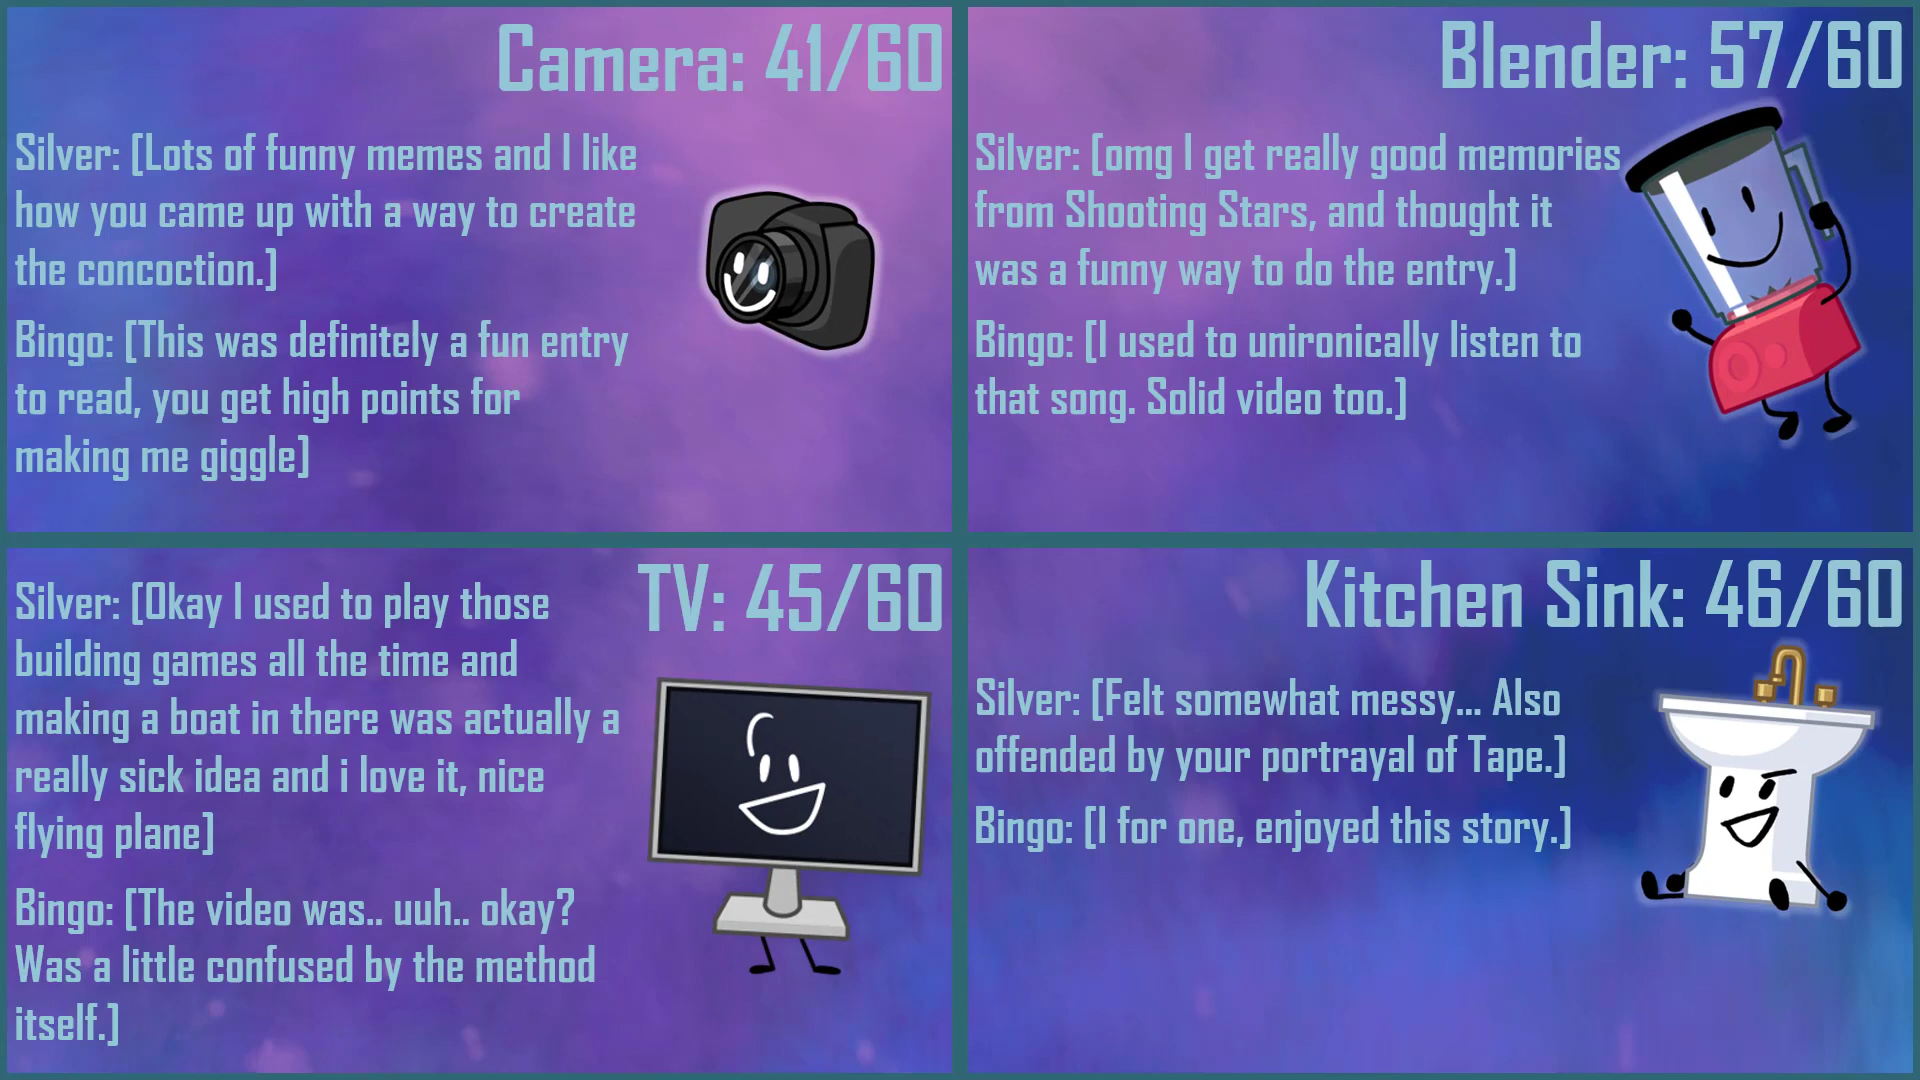 Camera: 41/60
Silver: [Lots of funny memes and I like
how you came up with a way to create
the concoction.]
Bingo: [This was definitely a fun entry
to read, you get high points for
making me giggle]
Blender: 57/60
Silver: [omg I get really good memories
from Shooting Stars, and thought it
was a funny way to do the entry.]
Bingo: [I used to unironically listen to
that song. Solid video too.]
TV: 45/60
Silver: [Okay I used to play those
building games all the time and
making a boat in there was actually a
really sick idea and i love it, nice
flying plane]
Bingo: [The video was.. uuh.. okay?
Was a little confused by the method
itself.]
Kitchen Sink: 46/60
Silver: [Felt somewhat messy... Also
offended by your portrayal of Tape.]
Bingo: [I for one, enjoyed this story.]